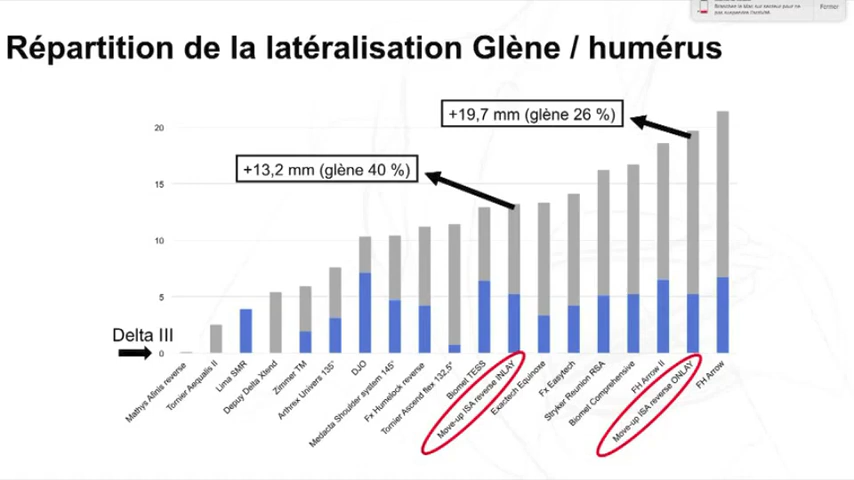 Fermer
Répartition de la latéralisation Glène / humérus
+19,7 mm (glène 26 %)
+13,2 mm (glène 40 %)
20
15
10
5
0
Delta III
Mathys Afinis reverse
Tornier Aequalis II
Lima SMR
Depuy Delta Xtend
Zimmer TM
Arthrex Univers 135°
DJO
Medacta Shoulder system 145°
Fx Humelock reverse
Tornier Ascend flex 132,5°
Biomet TESS
Move-up ISA reverse INLAY
Exactech Equinoxe
Fx Easytech
Stryker Reunion RSA
Biomet Comprehensive
FH Arrow II
Move-up ISA reverse ONLAY
FH Arrow